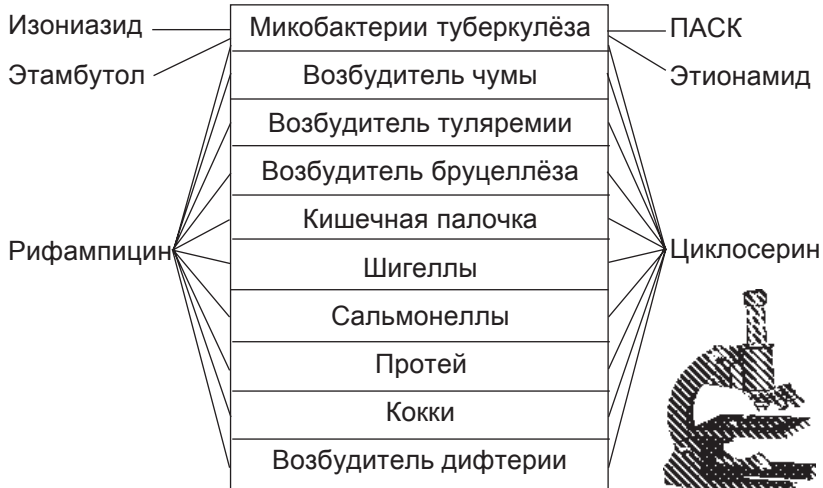 Изониазид
Этамбутол
Рифампицин
Микобактерии туберкулёза
Возбудитель чумы
Возбудитель туляремии
Возбудитель бруцеллёза
Кишечная палочка
Шигеллы
Сальмонеллы
Протей
Кокки
Возбудитель дифтерии
ПАСК
Этионамид
Циклосерин